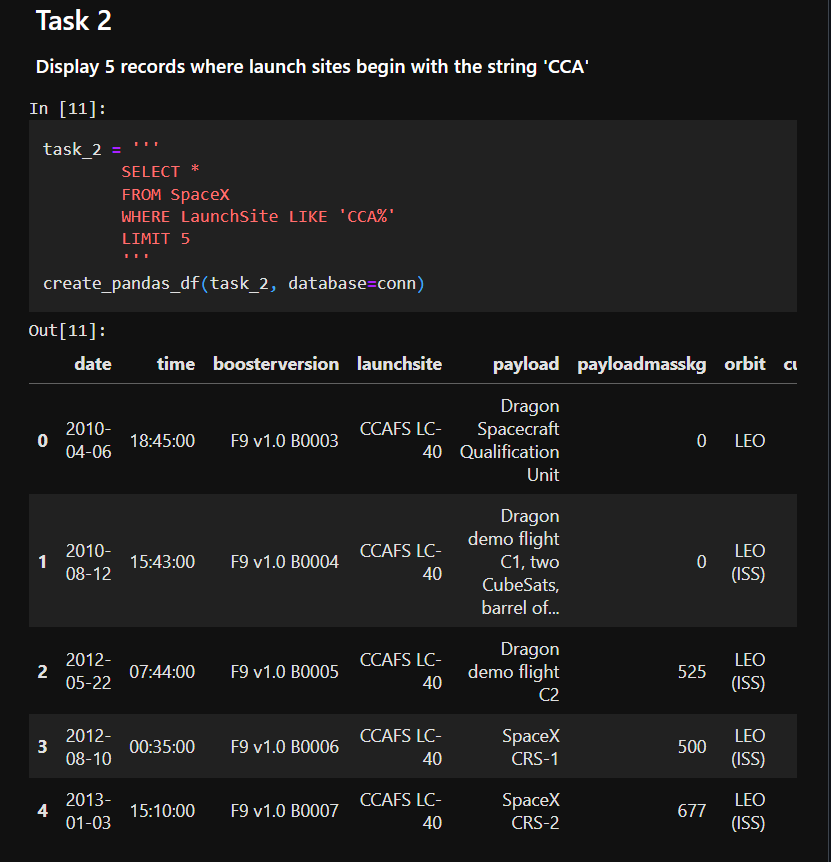 Task 2
Display 5 records where launch sites begin with the string 'CCA'
In [11]:
task_2 = '''
SELECT *
FROM SpaceX
WHERE LaunchSite LIKE 'CCA%'
LIMIT 5
'''
create_pandas_df(task_2, database=conn)
Out[11]:
date time boosterversion launchsite payload payloadmasskg orbit cu
0 2010-04-06 18:45:00 F9 v1.0 B0003 CCAFS LC-40 Dragon Spacecraft Qualification Unit 0 LEO
1 2010-08-12 15:43:00 F9 v1.0 B0004 CCAFS LC-40 Dragon demo flight C1, two CubeSats, barrel of... 0 LEO (ISS)
2 2012-05-22 07:44:00 F9 v1.0 B0005 CCAFS LC-40 Dragon demo flight C2 525 LEO (ISS)
3 2012-08-10 00:35:00 F9 v1.0 B0006 CCAFS LC-40 SpaceX CRS-1 500 LEO (ISS)
4 2013-01-03 15:10:00 F9 v1.0 B0007 CCAFS LC-40 SpaceX CRS-2 677 LEO (ISS)